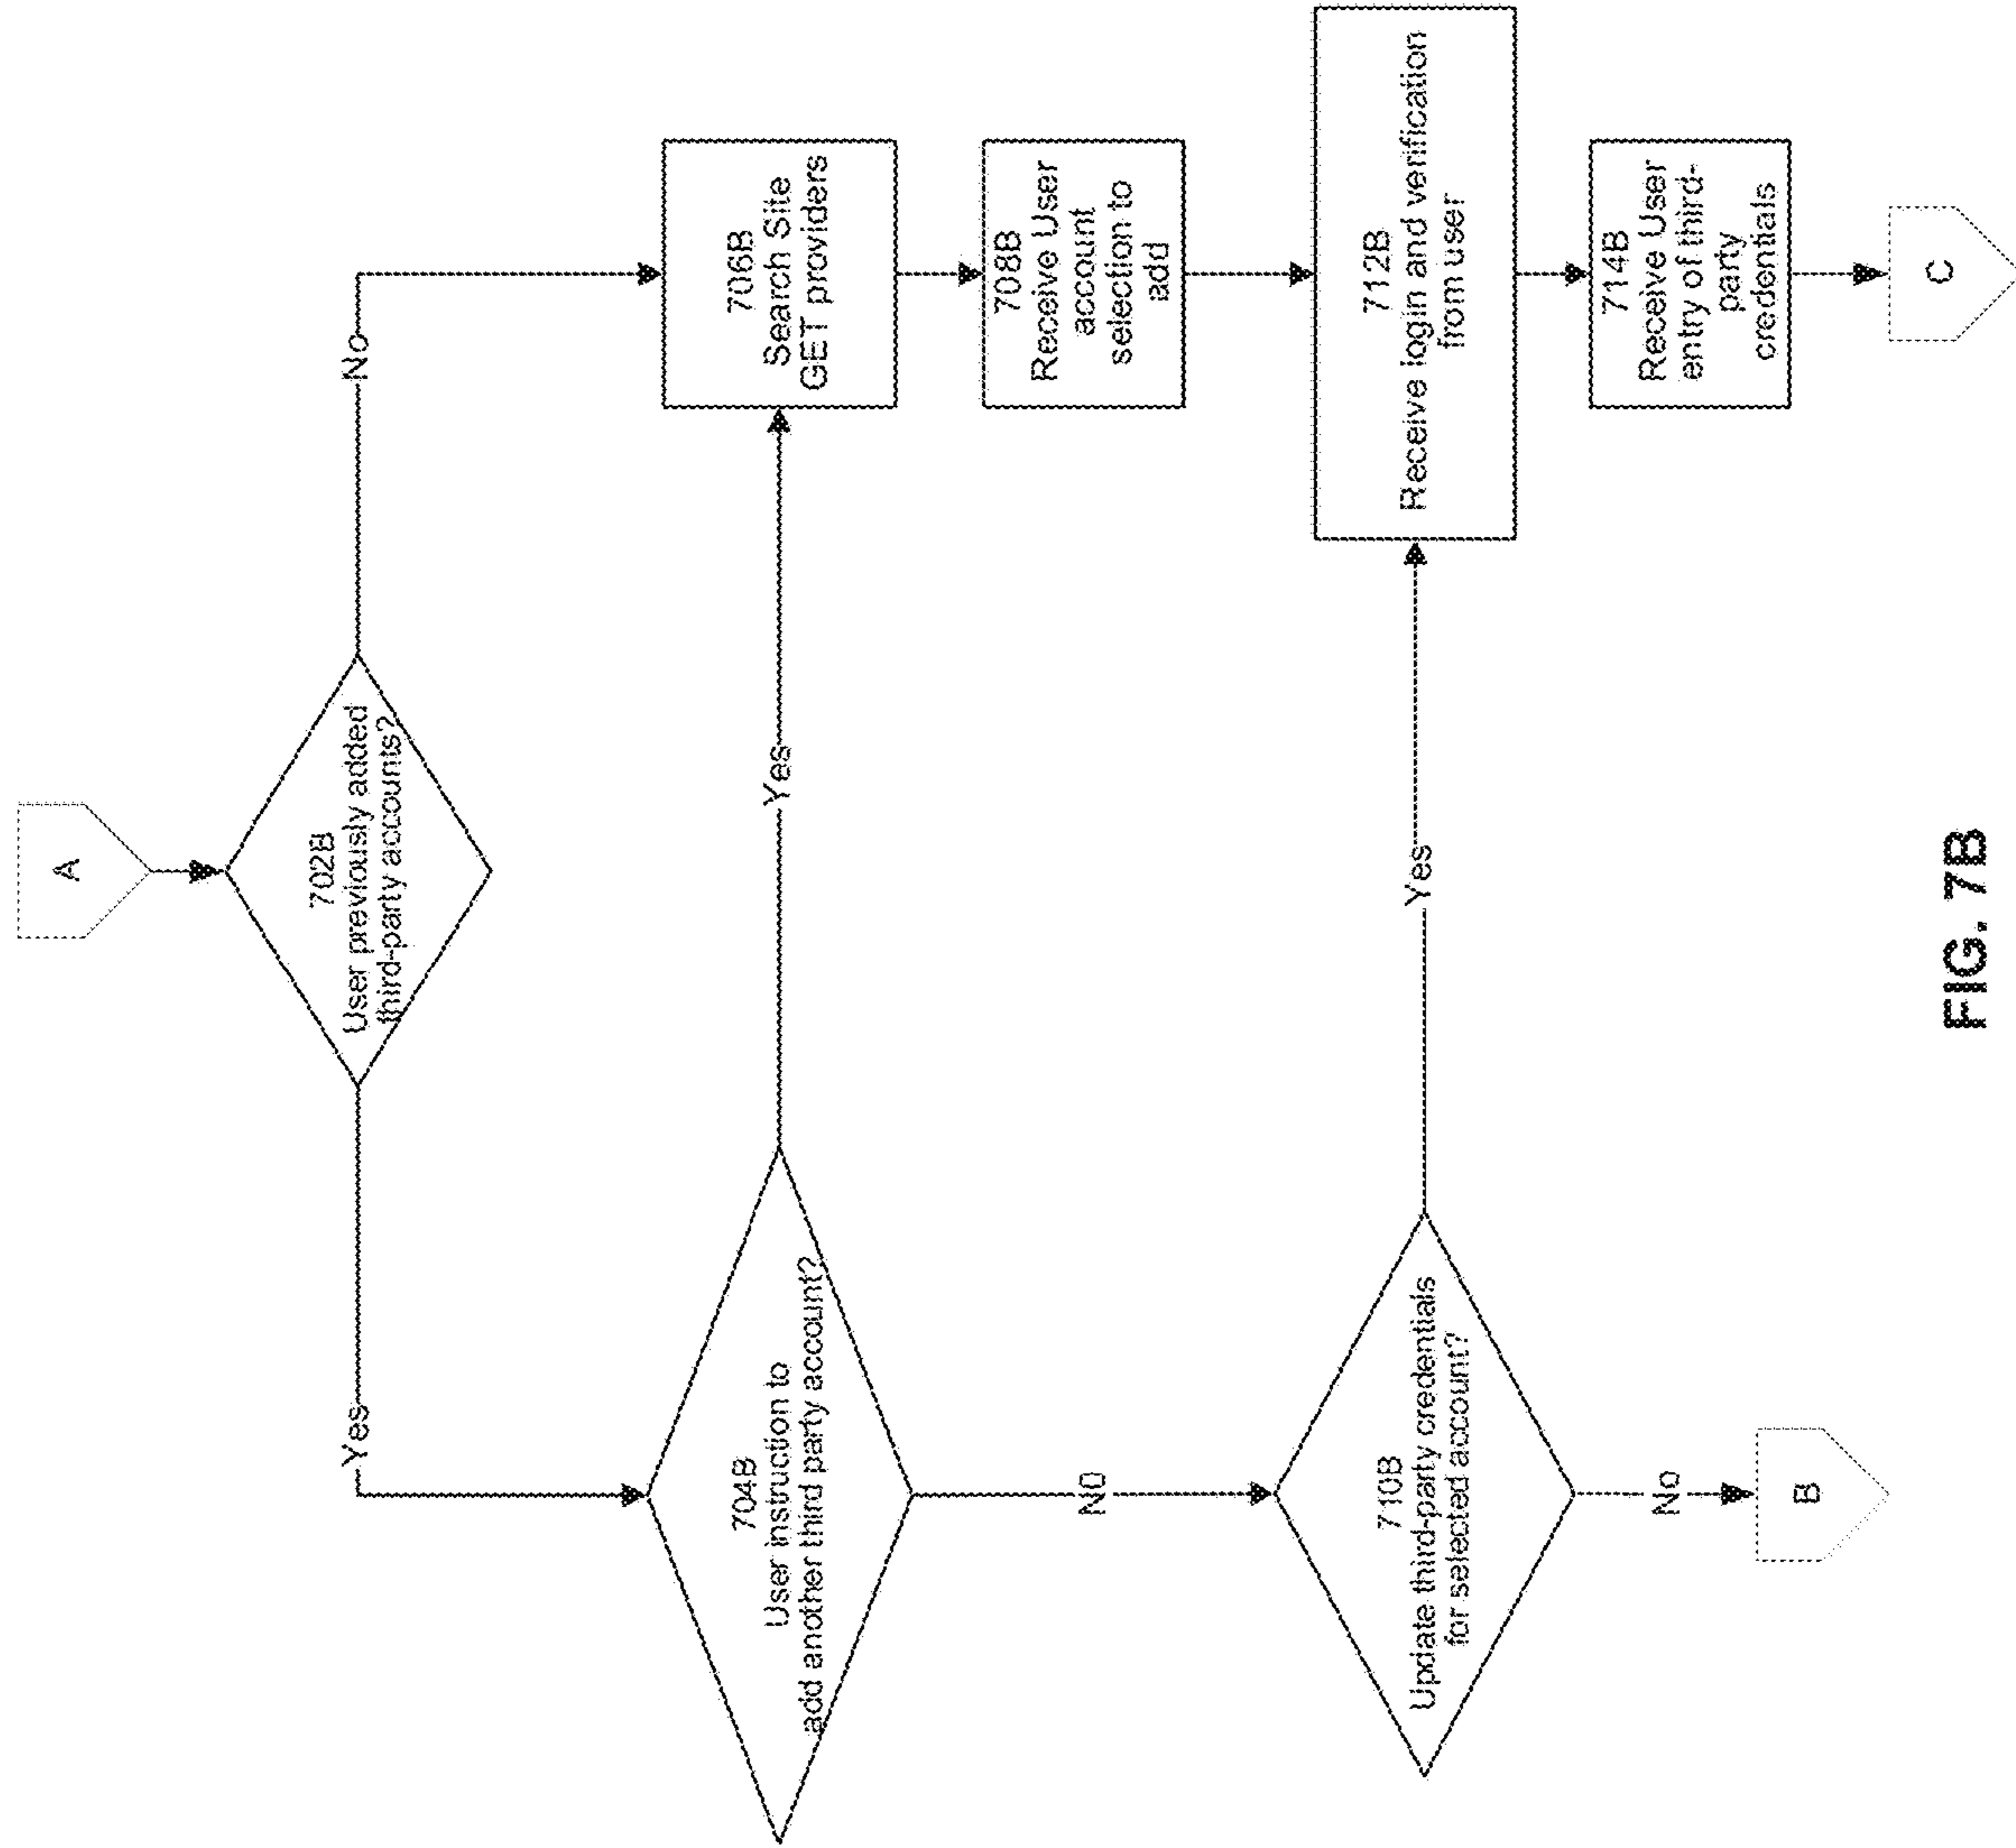 A
702B
User previously added
third-party accounts?
Yes
No
704B
User instruction to
add another third party account?
Yes
706B
Search Site
GET providers
708B
Receive User
account
selection to
add
N0
710B
Update third-party credentials
for selected account?
Yes
712B
Receive login and verification
from user
714B
Receive User
entry of third-
party
credentials
No
B
C
FIG. 7B